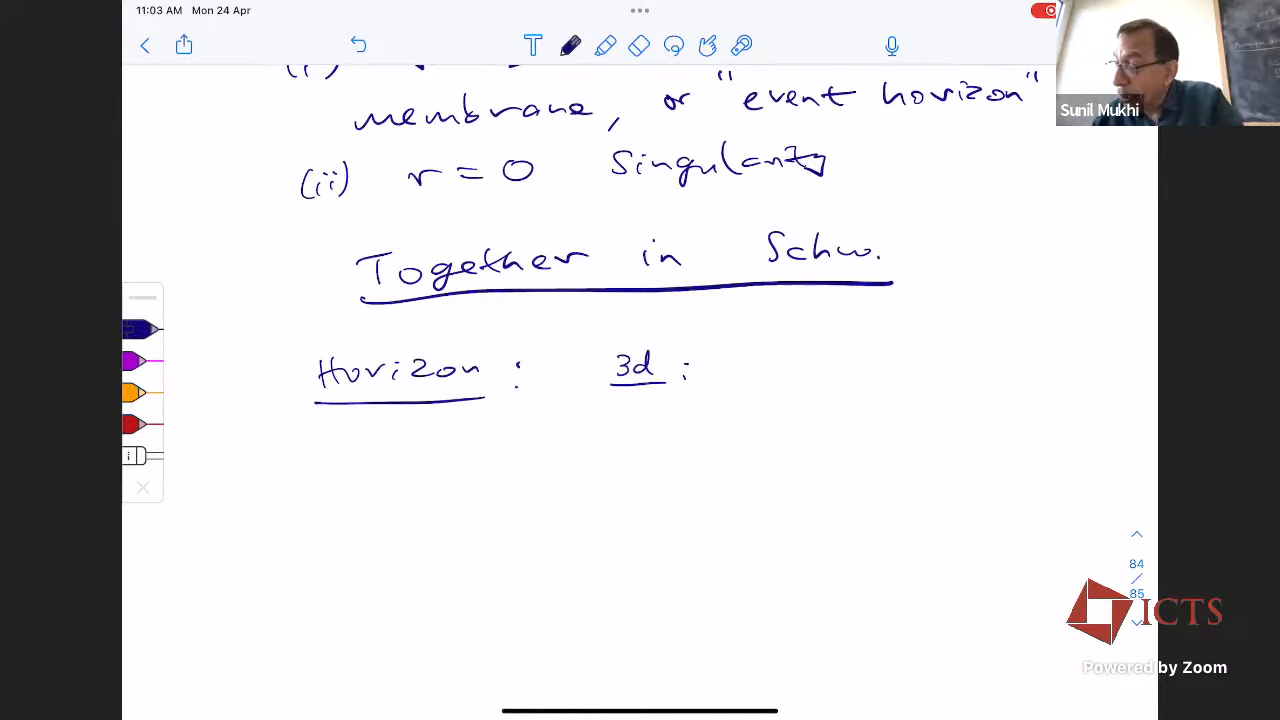 11:03 AM Mon 24 Apr
membrane, or "event horizon"
Sunil Mukhi
(ii) r = 0 Singularity
Together in Schw.
Horizon : 3d :
84
/
85
ICTS
Powered by Zoom